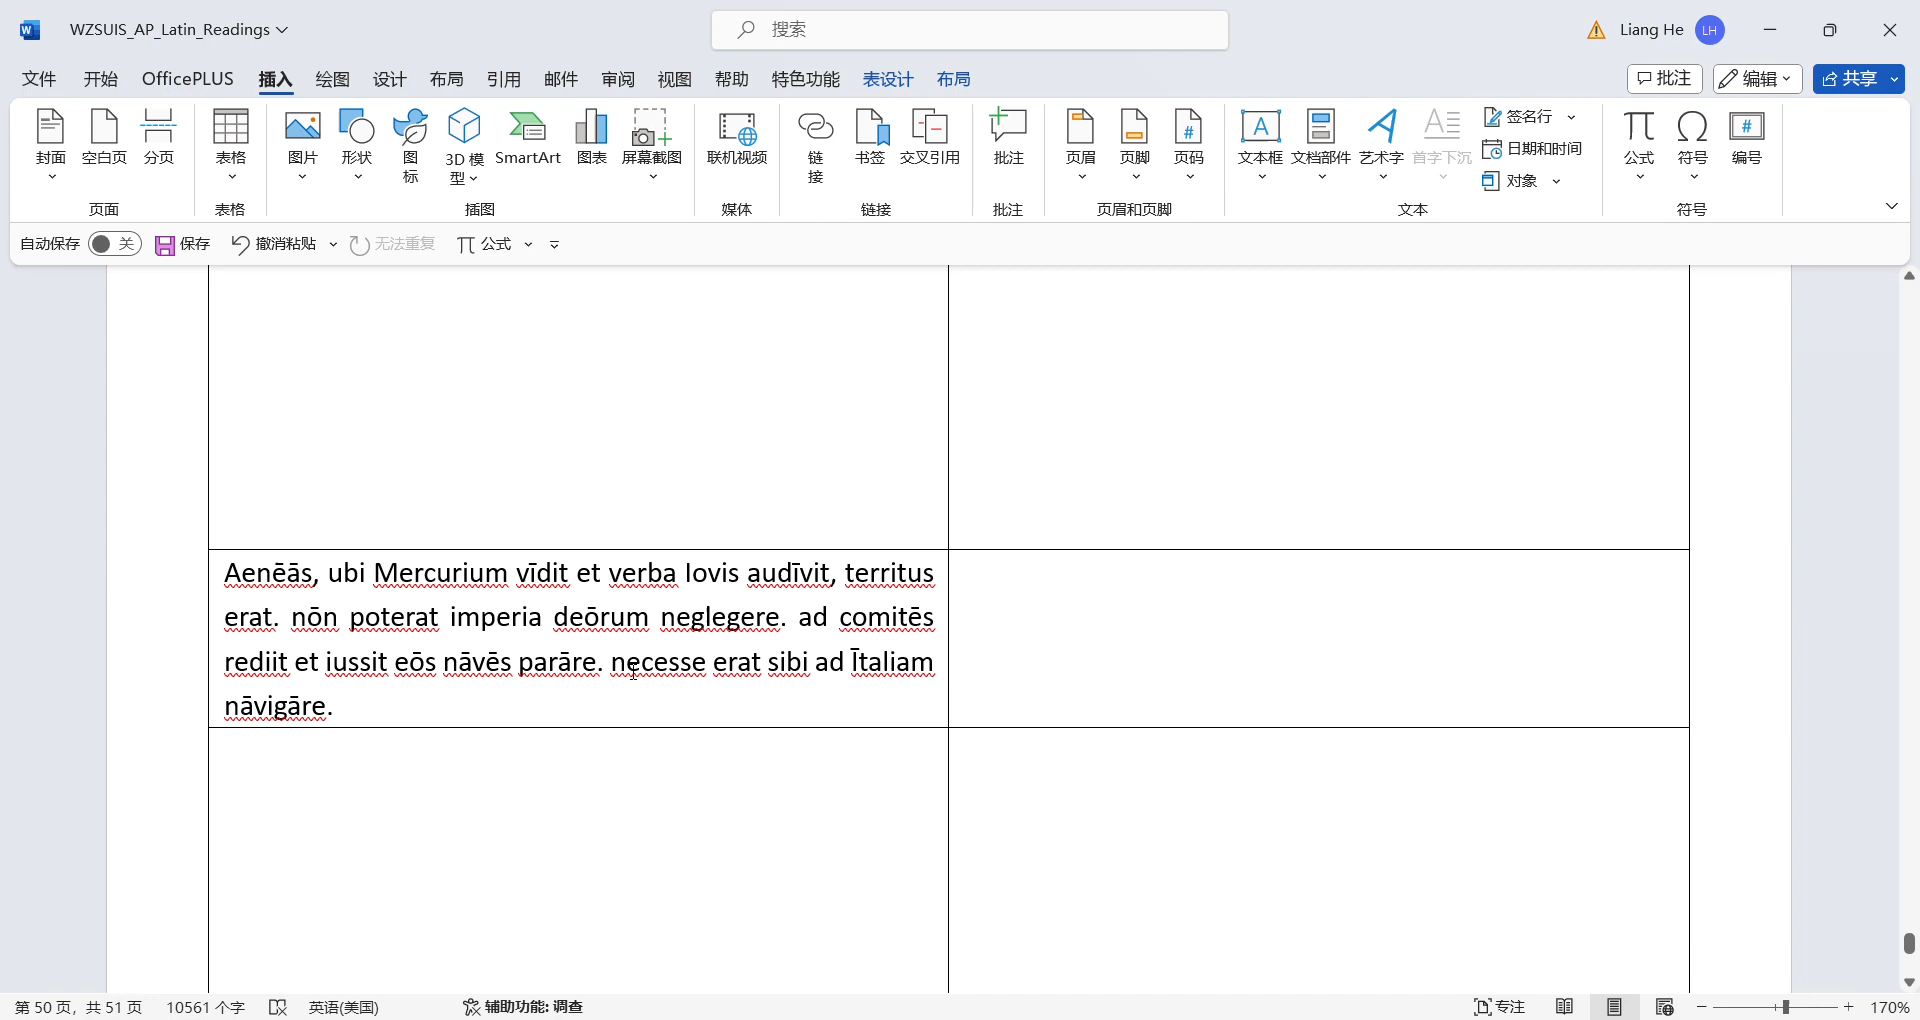 WZSUIS_AP_Latin_Readings
搜索
Liang He LH
文件 开始 OfficePLUS 插入 绘图 设计 布局 引用 邮件 审阅 视图 帮助 特色功能 表设计 布局 批注 编辑 共享
封面 空白页 分页 表格 图片 形状 图标 3D 模型 SmartArt 图表 屏幕截图 联机视频 链接 书签 交叉引用 批注 页眉 页脚 页码 文本框 文档部件 艺术字 首字下沉 签名行 日期和时间 对象 公式 符号 编号
页面 表格 插图 媒体 链接 批注 页眉和页脚 文本 符号
自动保存 关 保存 撤消粘贴 无法重复 公式
Aenēās, ubi Mercurium vīdit et verba Iovis audīvit, territus
erat. nōn poterat imperia deōrum neglegere. ad comitēs
rediit et iussit eōs nāvēs parāre. necesse erat sibi ad Ītaliam
nāvigāre.
第 50 页，共 51 页 10561 个字 英语(美国) 辅助功能: 调查 专注 170%